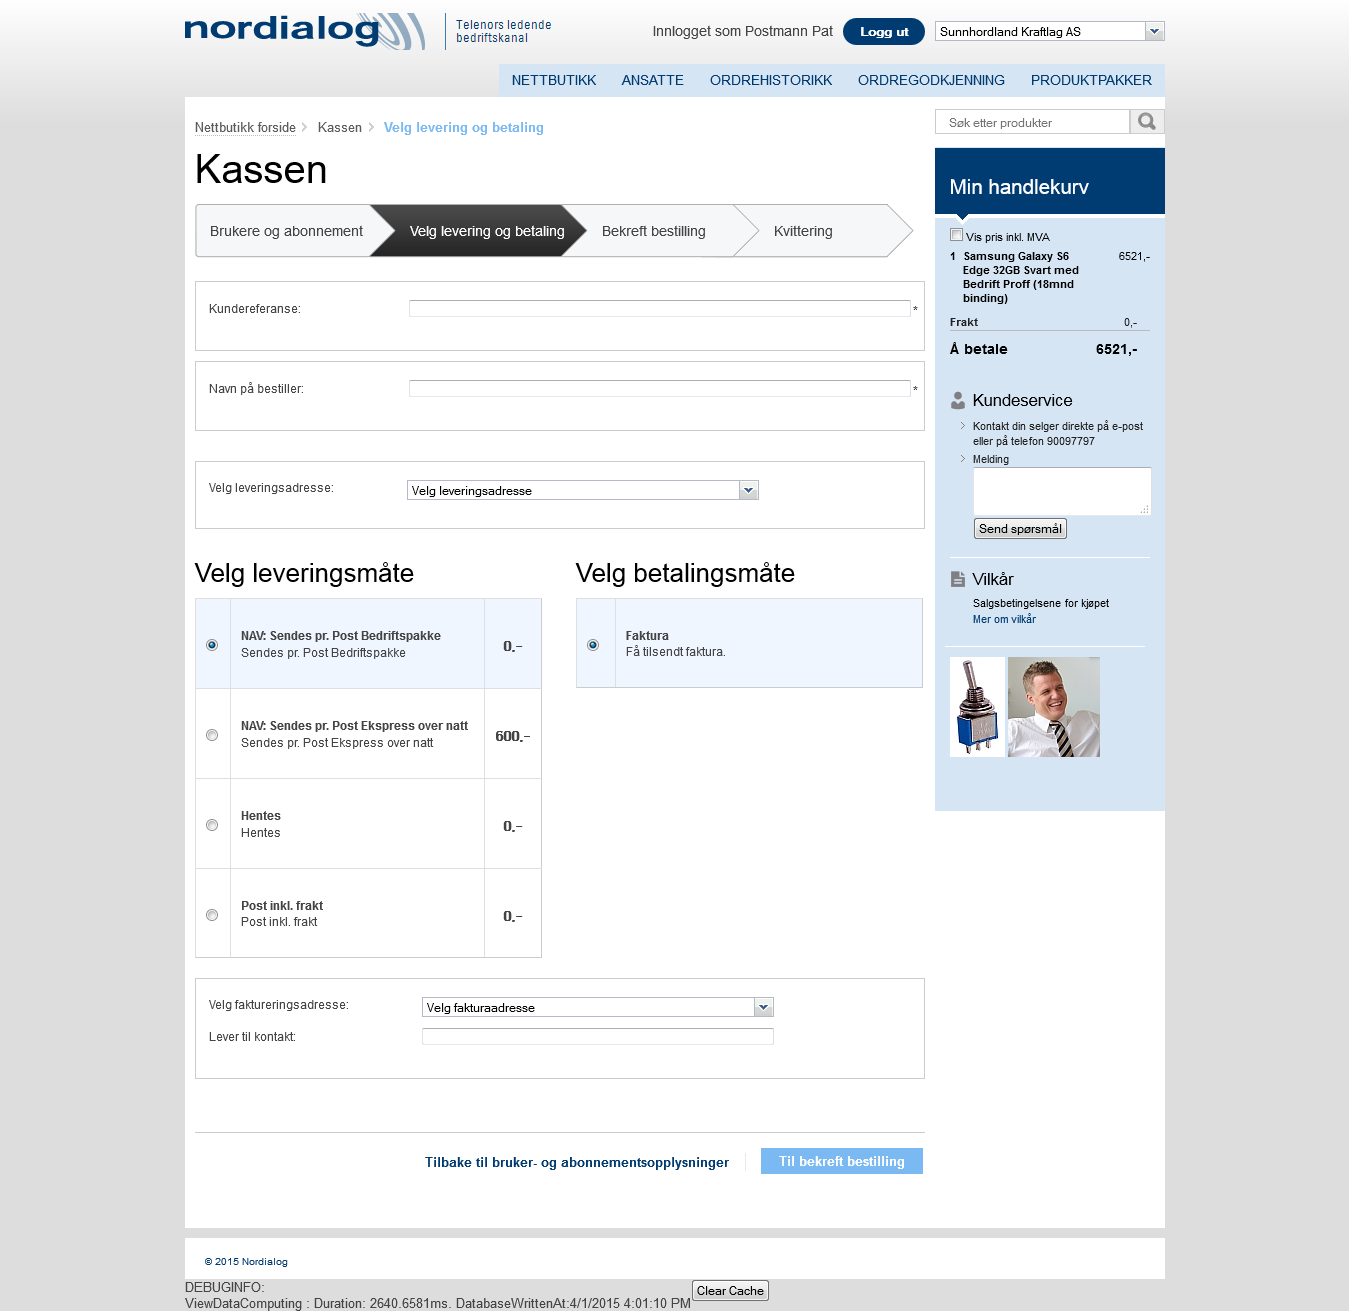 nordialog
Telenors ledende
bedriftskanal
Innlogget som Postmann Pat
Logg ut
Sunnhordland Kraftlag AS
NETTBUTIKK ANSATTE ORDREHISTORIKK ORDREGODKJENNING PRODUKTPAKKER
Nettbutikk forside Kassen Velg levering og betaling
Søk etter produkter
Kassen
Brukere og abonnement Velg levering og betaling Bekreft bestilling Kvittering
Kundereferanse: *
Navn på bestiller: *
Velg leveringsadresse: Velg leveringsadresse
Velg leveringsmåte
NAV: Sendes pr. Post Bedriftspakke
Sendes pr. Post Bedriftspakke
0,-
NAV: Sendes pr. Post Ekspress over natt
Sendes pr. Post Ekspress over natt
600,-
Hentes
Hentes
0,-
Post inkl. frakt
Post inkl. frakt
0,-
Velg betalingsmåte
Faktura
Få tilsendt faktura.
Velg faktureringsadresse: Velg fakturaadresse
Lever til kontakt:
Tilbake til bruker- og abonnementsopplysninger
Til bekreft bestilling
Min handlekurv
Vis pris inkl. MVA
1 Samsung Galaxy S6 6521,-
Edge 32GB Svart med
Bedrift Proff (18mnd
binding)
Frakt 0,-
Å betale 6521,-
Kundeservice
Kontakt din selger direkte på e-post
eller på telefon 90097797
Melding
Send spørsmål
Vilkår
Salgsbetingelsene for kjøpet
Mer om vilkår
© 2015 Nordialog
DEBUGINFO:
ViewDataComputing : Duration: 2640.6581ms. DatabaseWrittenAt:4/1/2015 4:01:10 PM
Clear Cache